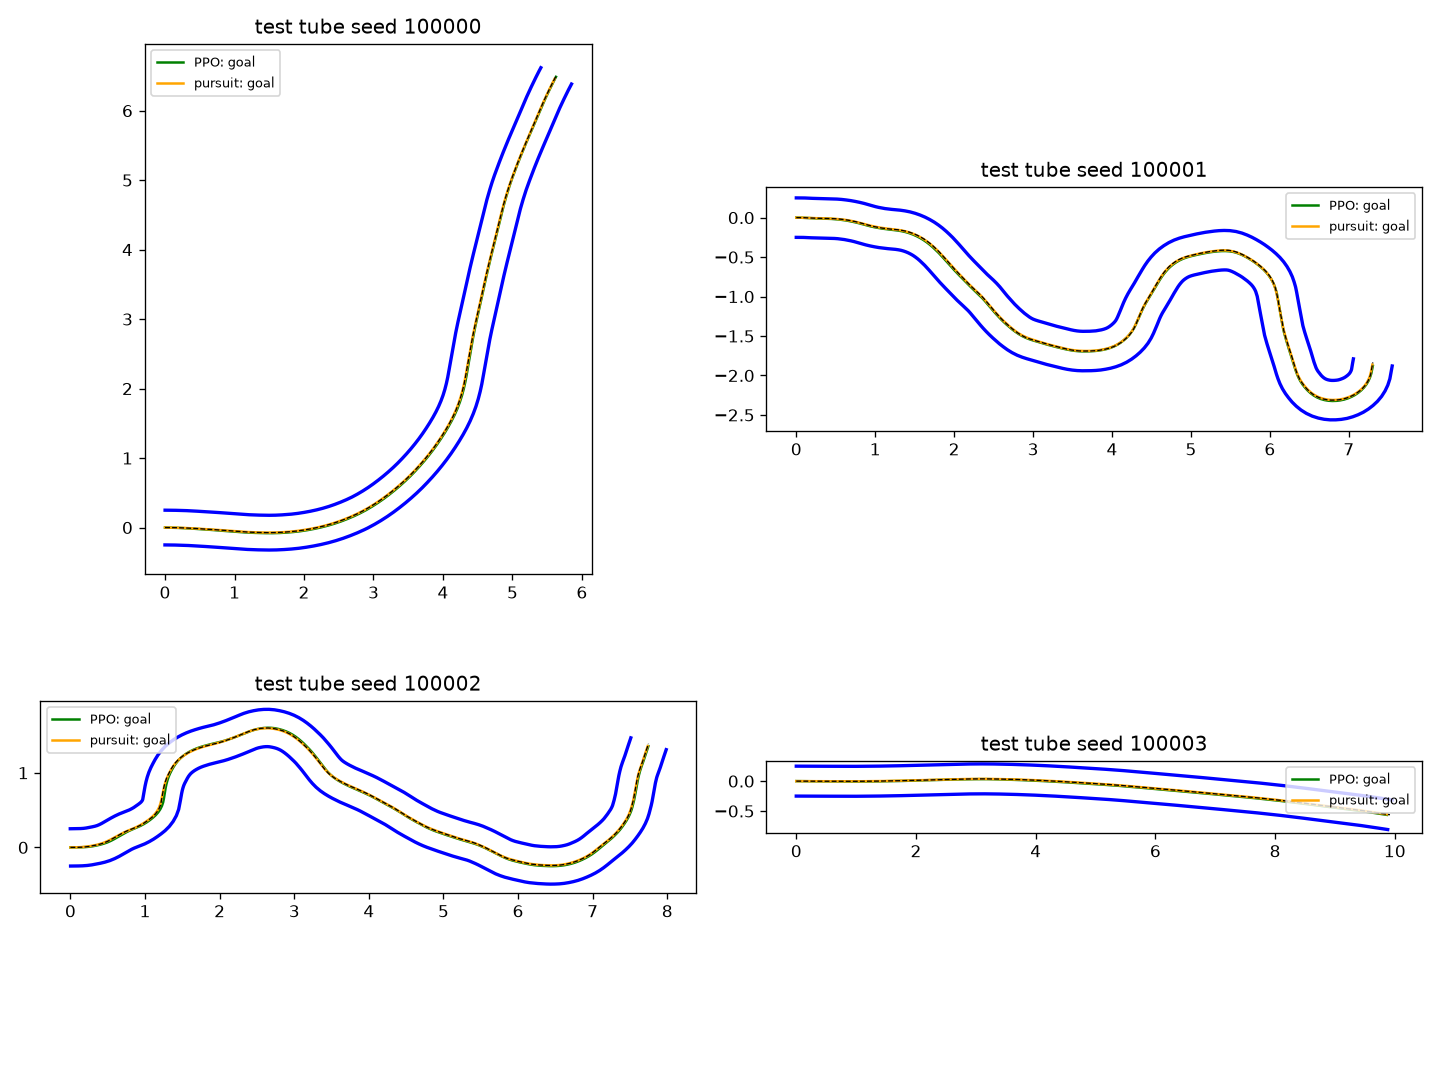 test tube seed 100000
PPO: goal
pursuit: goal
6
5
4
3
2
1
0
0 1 2 3 4 5 6
test tube seed 100001
PPO: goal
pursuit: goal
0.0
−0.5
−1.0
−1.5
−2.0
−2.5
0 1 2 3 4 5 6 7
test tube seed 100002
PPO: goal
pursuit: goal
1
0
0 1 2 3 4 5 6 7 8
test tube seed 100003
PPO: goal
pursuit: goal
0.0
−0.5
0 2 4 6 8 10